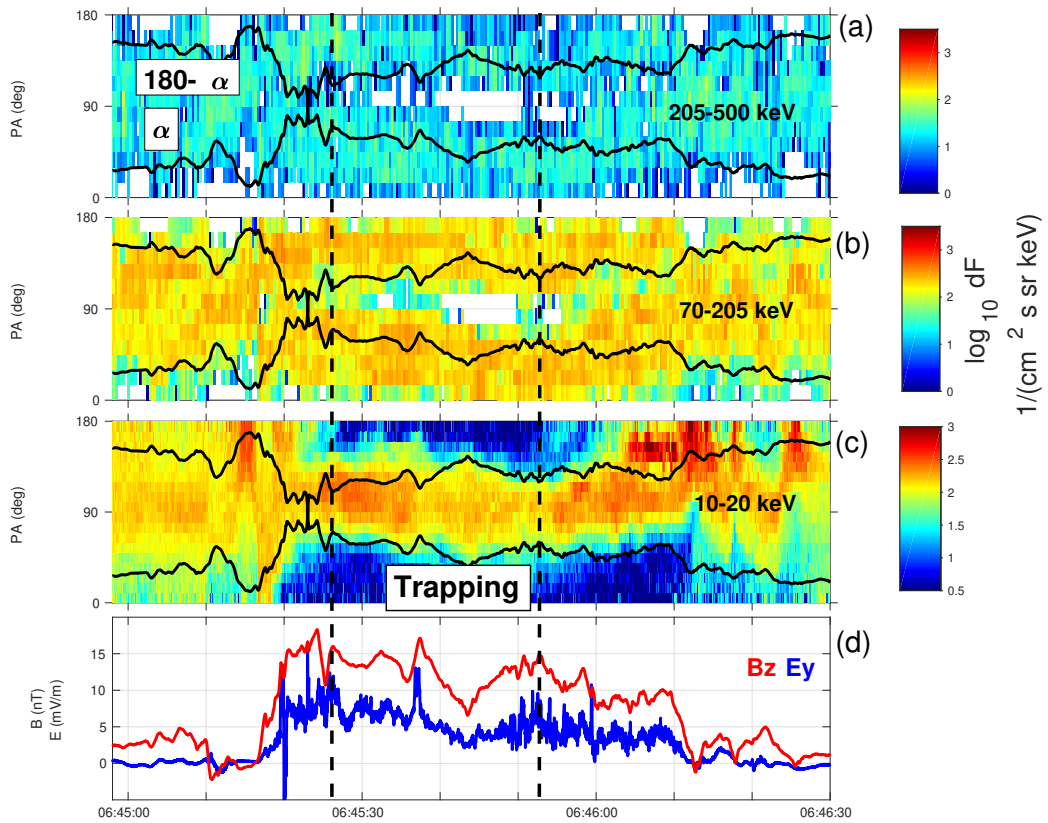 180
(a)
180- α
3
PA (deg)
90
α
205-500 keV
2
1
0
0
180
(b)
3
PA (deg)
90
70-205 keV
2
1
0
0
log 10 dF
1/(cm 2 s sr keV)
180
(c)
3
2.5
PA (deg)
90
10-20 keV
2
1.5
1
Trapping
0
0.5
(d)
15
Bz Ey
B (nT)
E (mV/m)
10
5
0
06:45:00 06:45:30 06:46:00 06:46:30